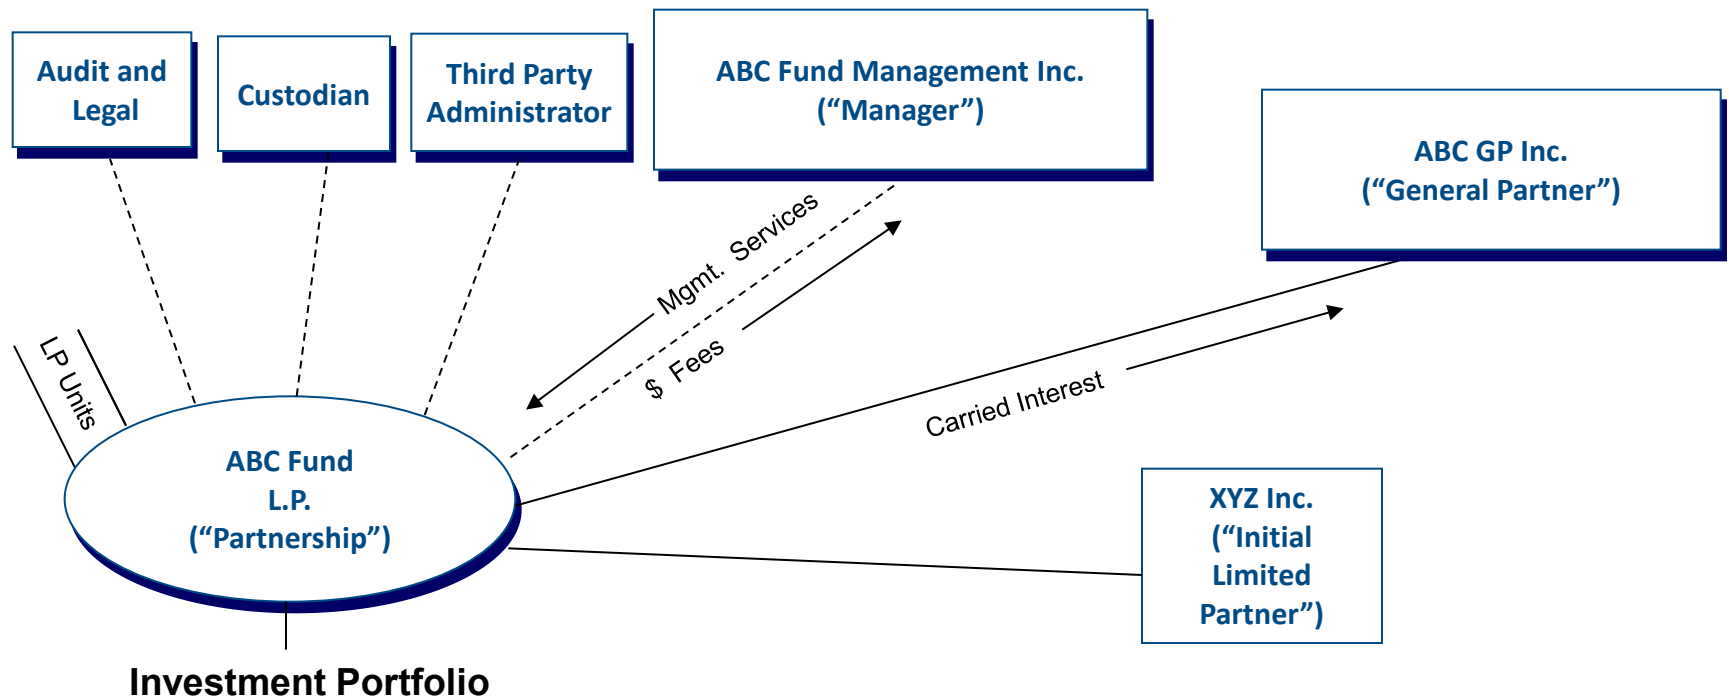 Audit and
Legal
Custodian
Third Party
Administrator
ABC Fund Management Inc.
(“Manager”)
ABC GP Inc.
(“General Partner”)
Mgmt. Services
$ Fees
LP Units
Carried Interest
ABC Fund
L.P.
(“Partnership”)
XYZ Inc.
(“Initial
Limited
Partner”)
Investment Portfolio